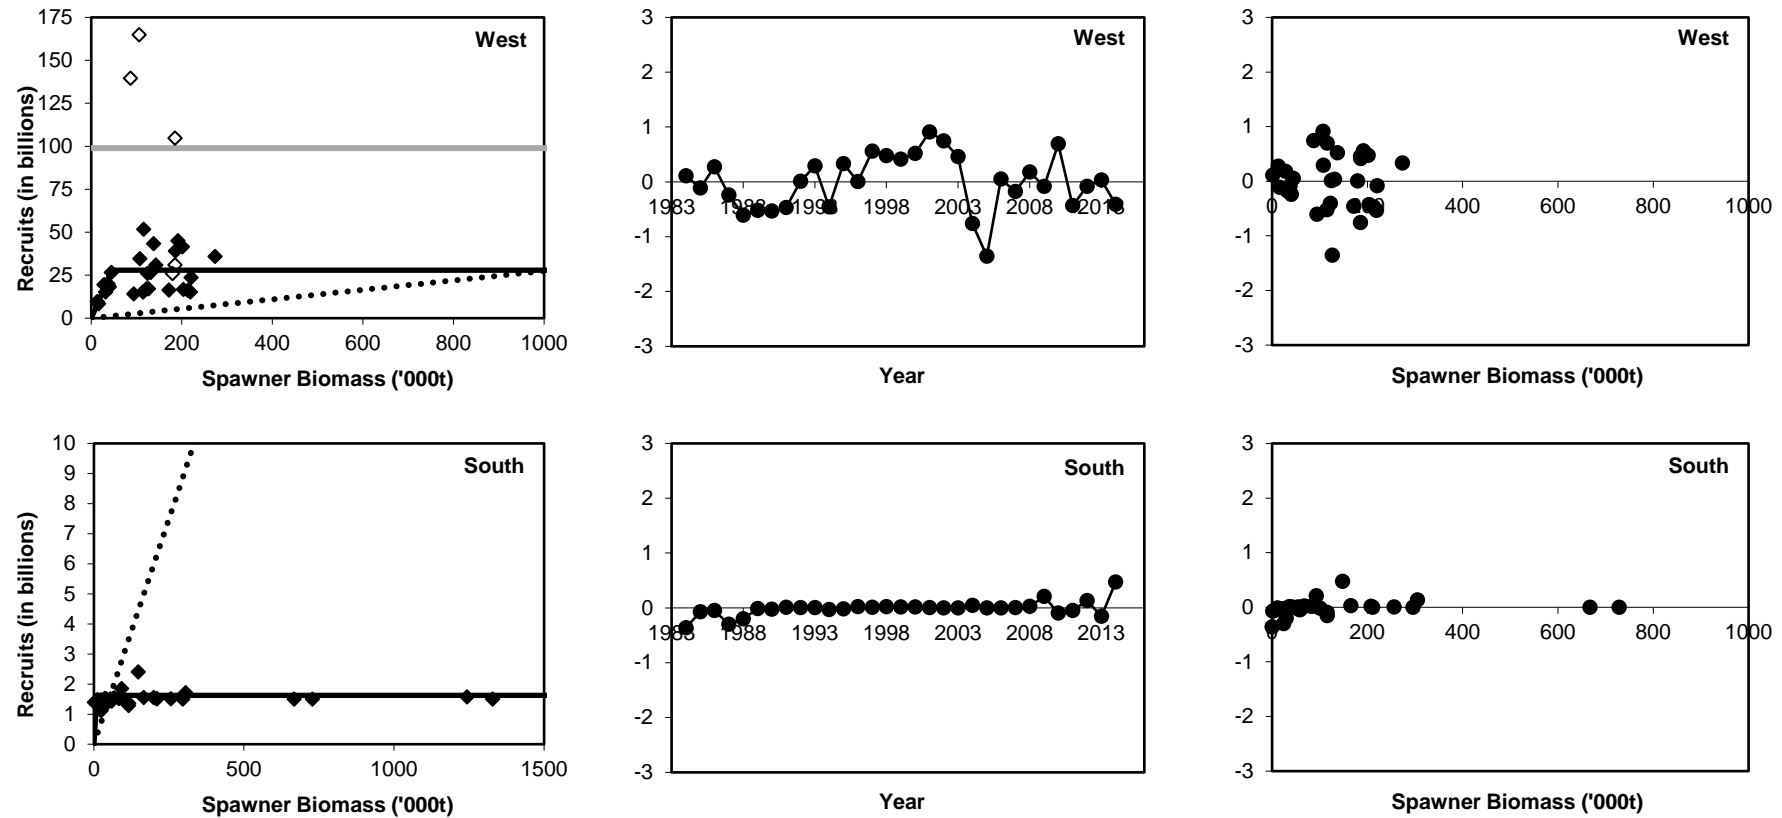 175
150
125
100
75
50
25
0
Recruits (in billions)
West
0 200 400 600 800 1000
Spawner Biomass ('000t)
3
2
1
0
-1
-2
-3
West
1983 1988 1993 1998 2003 2008 2013
Year
3
2
1
0
-1
-2
-3
West
0 200 400 600 800 1000
Spawner Biomass ('000t)
10
9
8
7
6
5
4
3
2
1
0
Recruits (in billions)
South
0 500 1000 1500
Spawner Biomass ('000t)
3
2
1
0
-1
-2
-3
South
1983 1988 1993 1998 2003 2008 2013
Year
3
2
1
0
-1
-2
-3
South
0 200 400 600 800 1000
Spawner Biomass ('000t)